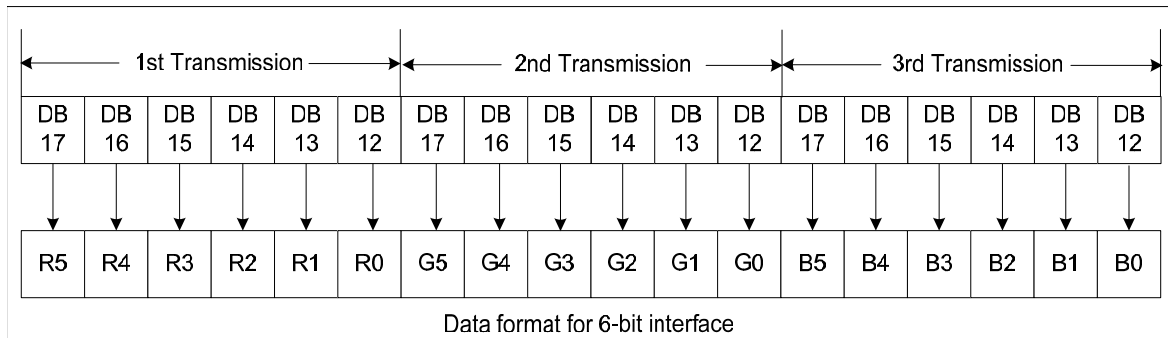 1st Transmission 2nd Transmission 3rd Transmission
DB DB DB DB DB DB DB DB DB DB DB DB DB DB DB DB DB DB
17 16 15 14 13 12 17 16 15 14 13 12 17 16 15 14 13 12
R5 R4 R3 R2 R1 R0 G5 G4 G3 G2 G1 G0 B5 B4 B3 B2 B1 B0
Data format for 6-bit interface